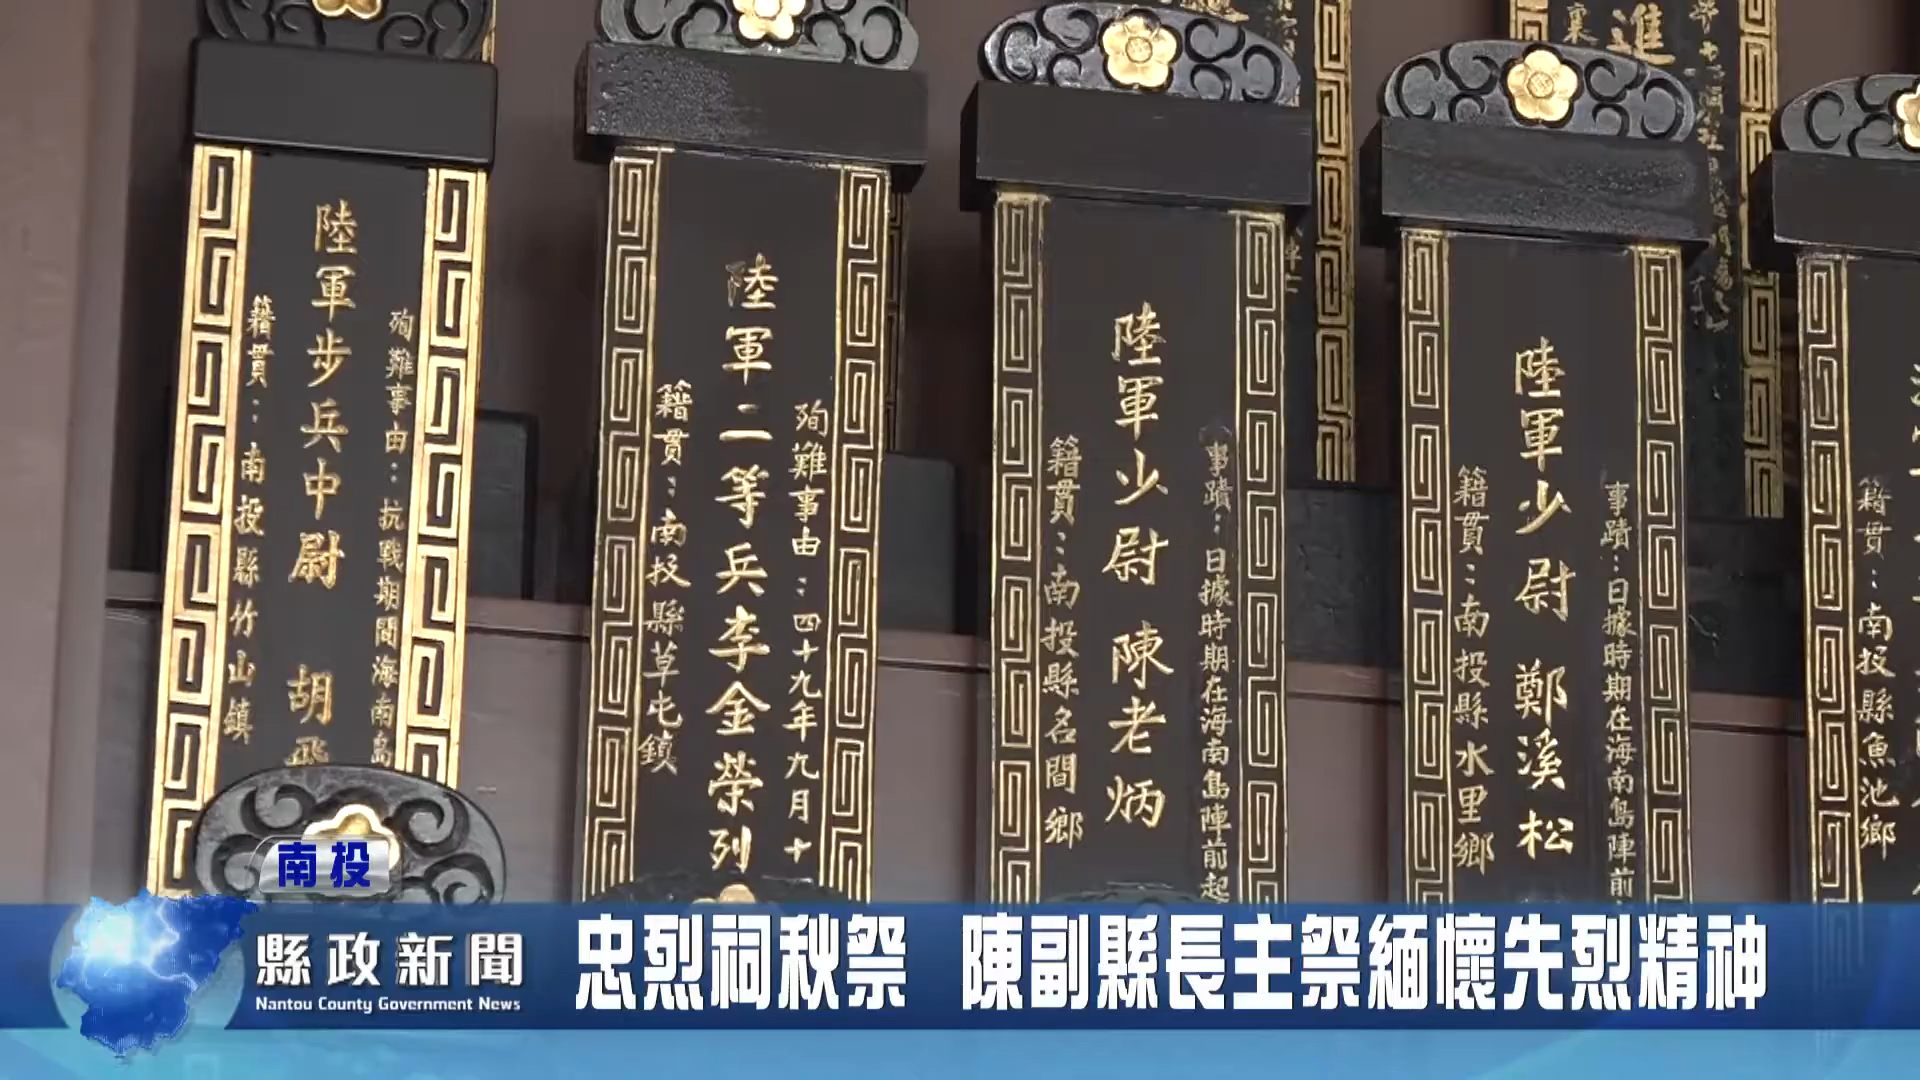 陸軍步兵中尉 胡飛
籍貫：南投縣竹山鎮
殉難事由：抗戰期間海南島
陸軍二等兵李金榮列
籍貫：南投縣草屯鎮
殉難事由：四十九年九月十
陸軍少尉 陳老炳
籍貫：南投縣名間鄉
事蹟：日據時期在海南島陣前起
陸軍少尉 鄭溪松
籍貫：南投縣水里鄉
事蹟：日據時期在海南島陣前
籍貫：南投縣魚池鄉
進
南投
縣政新聞
Nantou County Government News
忠烈祠秋祭 陳副縣長主祭緬懷先烈精神